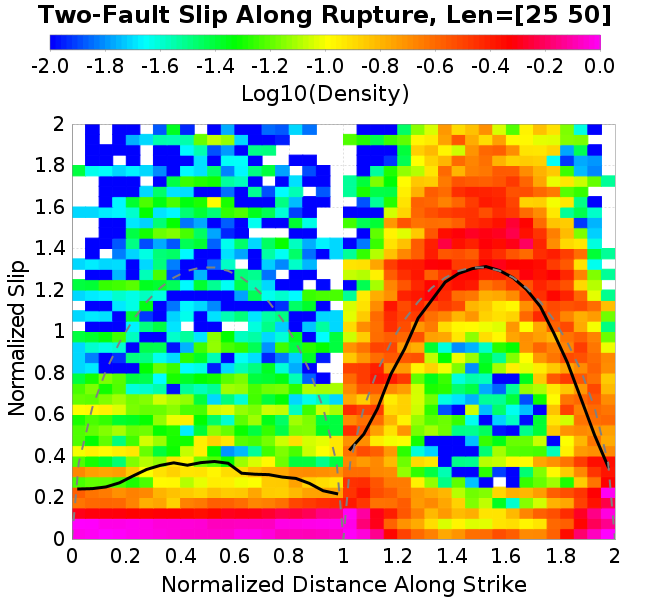 Two-Fault Slip Along Rupture, Len=[25 50]
-2.0 -1.8 -1.6 -1.4 -1.2 -1.0 -0.8 -0.6 -0.4 -0.2 0.0
Log10(Density)
2
1.8
1.6
1.4
1.2
1
0.8
0.6
0.4
0.2
0
Normalized Slip
0 0.2 0.4 0.6 0.8 1 1.2 1.4 1.6 1.8 2
Normalized Distance Along Strike